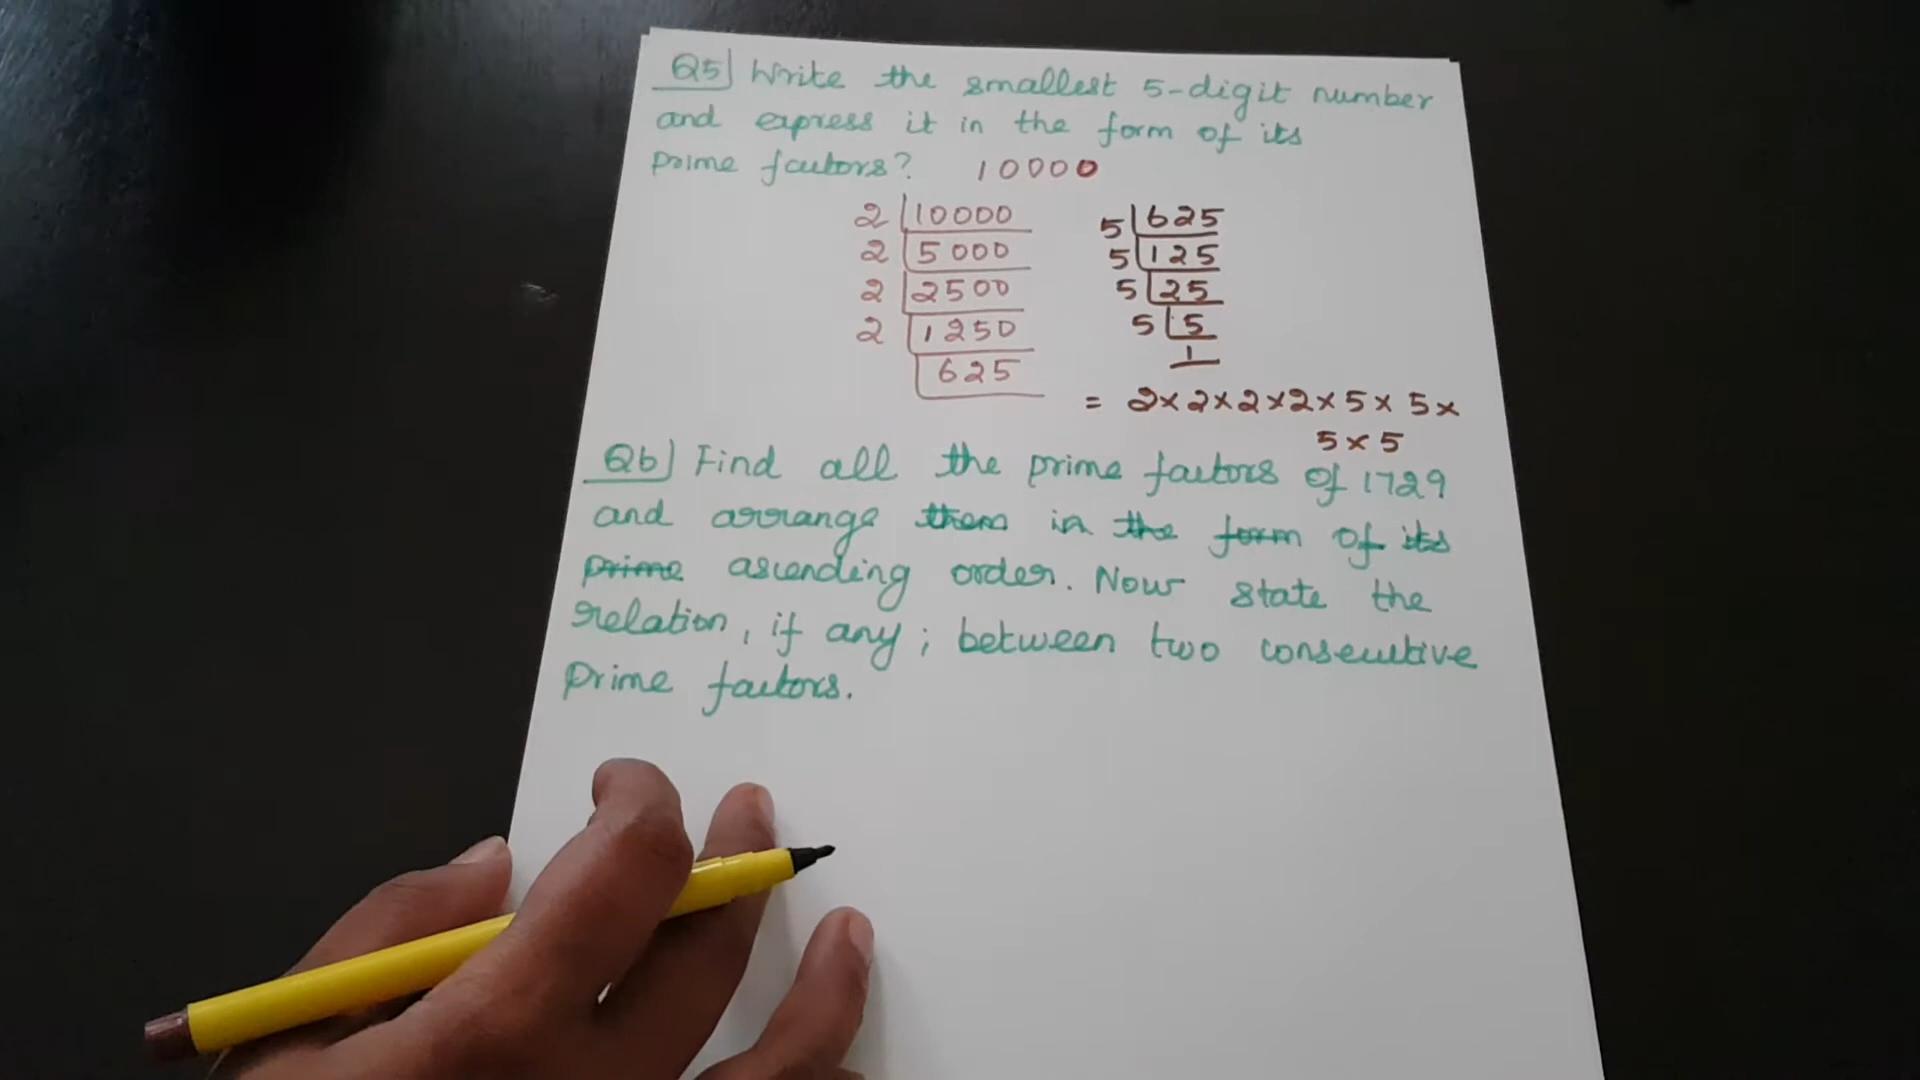 Q5) Write the smallest 5-digit number
and express it in the form of its
prime factors? 10000
2 | 10000
2 | 5000
2 | 2500
2 | 1250
625
5 | 625
5 | 125
5 | 25
5 | 5
1
= 2×2×2×2×5×5×
5×5
Q6) Find all the prime factors of 1729
and arrange them in the form of its
prime ascending order. Now state the
relation, if any; between two consecutive
prime factors.